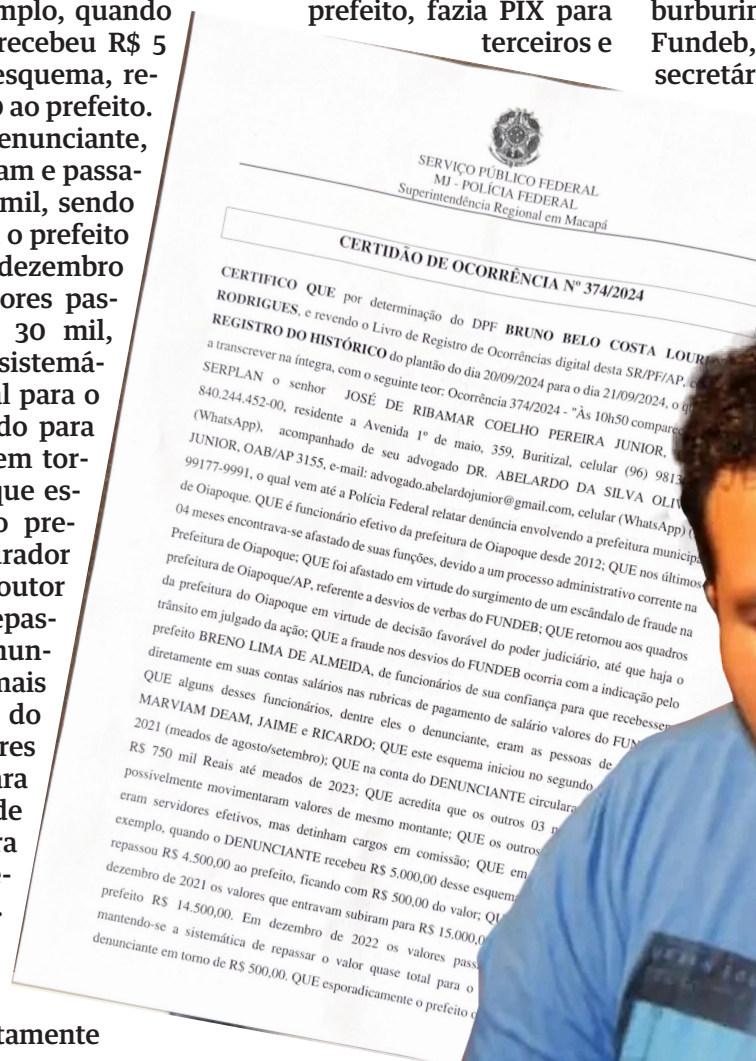 emplo, quando
recebeu R$ 5
esquema, re-
ao prefeito.
enunciante,
am e passa-
mil, sendo
o prefeito
dezembro
ores pas-
30 mil,
sistemá-
l para o
do para
em tor-
que es-
o pre-
rador
outor
epas-
nun-
mais
do
res
ara
de
ra
tamente
prefeito, fazia PIX para
terceiros e
burburin
Fundeb,
secretár
SERVIÇO PÚBLICO FEDERAL
MJ - POLÍCIA FEDERAL
Superintendência Regional em Macapá
CERTIDÃO DE OCORRÊNCIA Nº 374/2024
CERTIFICO QUE por determinação do DPF BRUNO BELO COSTA LOUR
RODRIGUES, e revendo o Livro de Registro de Ocorrências digital desta SR/PF/AP, c
REGISTRO DO HISTÓRICO do plantão do dia 20/09/2024 para o dia 21/09/2024, o q
a transcrever na íntegra, com o seguinte teor: Ocorrência 374/2024 - "Às 10h50 compare
SERPLAN o senhor JOSÉ DE RIBAMAR COELHO PEREIRA JUNIOR,
840.244.452-00, residente a Avenida 1º de maio, 359, Buritizal, celular (96) 981
(WhatsApp), acompanhado de seu advogado DR. ABELARDO DA SILVA OLI
JUNIOR, OAB/AP 3155, e-mail: advogado.abelardojunior@gmail.com, celular (WhatsApp) (
99177-9991, o qual vem até a Polícia Federal relatar denúncia envolvendo a prefeitura municipa
de Oiapoque. QUE é funcionário efetivo da prefeitura de Oiapoque desde 2012; QUE nos últimos
04 meses encontrava-se afastado de suas funções, devido a um processo administrativo corrente na
Prefeitura de Oiapoque; QUE foi afastado em virtude do surgimento de um escândalo de fraude na
prefeitura de Oiapoque/AP, referente a desvios de verbas do FUNDEB; QUE retornou aos quadros
da prefeitura do Oiapoque em virtude de decisão favorável do poder judiciário, até que haja o
trânsito em julgado da ação; QUE a fraude nos desvios do FUNDEB ocorria com a indicação pelo
prefeito BRENO LIMA DE ALMEIDA, de funcionários de sua confiança para que recebessem
diretamente em suas contas salários nas rubricas de pagamento de salário valores do FUN
QUE alguns desses funcionários, dentre eles o denunciante, eram as pessoas de
MARVIAM DEAM, JAIME e RICARDO; QUE este esquema iniciou no segundo
2021 (meados de agosto/setembro); QUE na conta do DENUNCIANTE circulara
R$ 750 mil Reais até meados de 2023; QUE acredita que os outros 03
possivelmente movimentaram valores de mesmo montante; QUE os outros
eram servidores efetivos, mas detinham cargos em comissão; QUE em
exemplo, quando o DENUNCIANTE recebeu R$ 5.000,00 desse esquem
repassou R$ 4.500,00 ao prefeito, ficando com R$ 500,00 do valor; QU
dezembro de 2021 os valores que entravam subiram para R$ 15.000,0
prefeito R$ 14.500,00. Em dezembro de 2022 os valores pass
mantendo-se a sistemática de repassar o valor quase total para o
denunciante em torno de R$ 500,00. QUE esporadicamente o prefeito